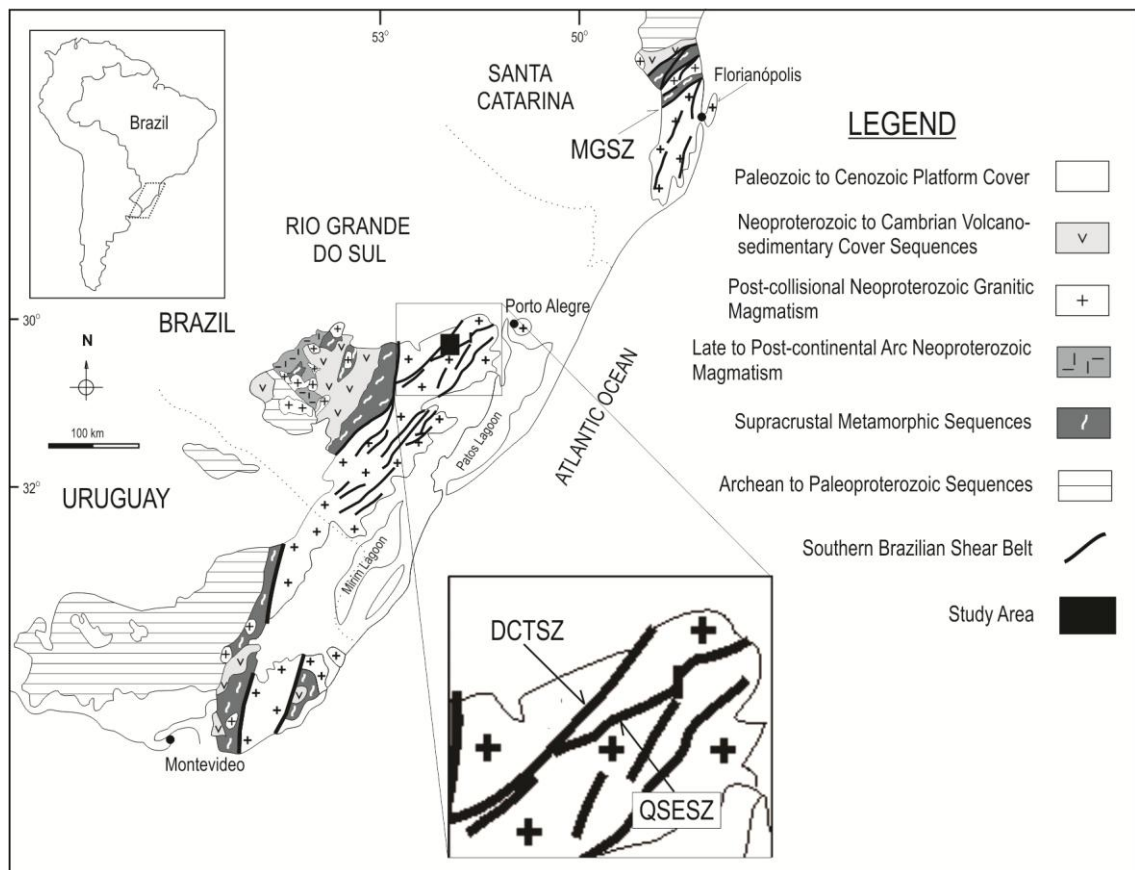 53
50
Brazil
SANTA
CATARINA
Florianópolis
MGSZ
RIO GRANDE
DO SUL
BRAZIL
30°
Porto Alegre
N
100 km
32°
URUGUAY
Patos Lagoon
ATLANTIC OCEAN
Mirim Lagoon
Montevideo
DCTSZ
QSESZ
LEGEND
Paleozoic to Cenozoic Platform Cover
Neoproterozoic to Cambrian Volcano-
sedimentary Cover Sequences
Post-collisional Neoproterozoic Granitic
Magmatism
Late to Post-continental Arc Neoproterozoic
Magmatism
Supracrustal Metamorphic Sequences
Archean to Paleoproterozoic Sequences
Southern Brazilian Shear Belt
Study Area